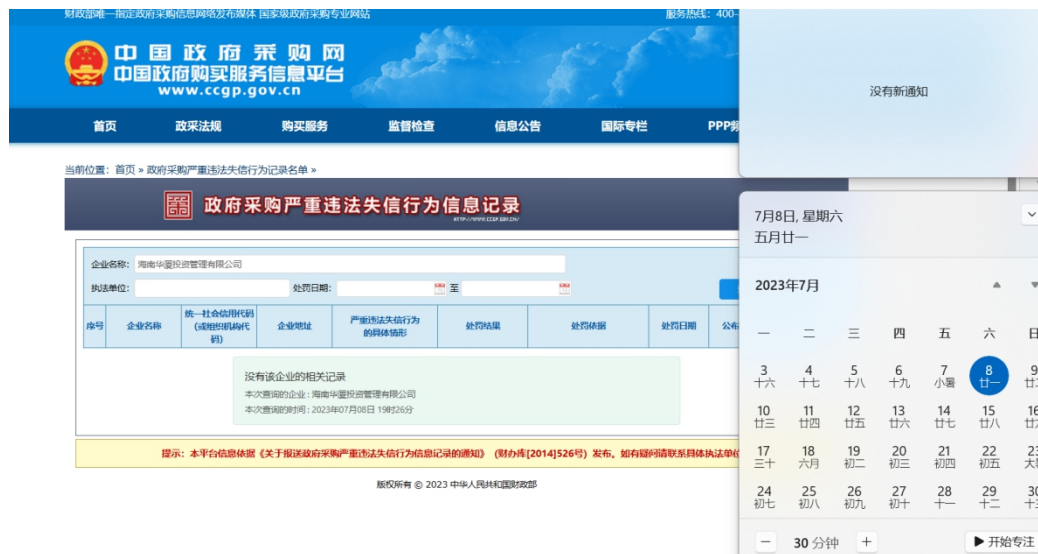 财政部唯一指定政府采购信息网络发布媒体 国家级政府采购专业网站
服务热线：400-
中国政府采购网
中国政府购买服务信息平台
www.ccgp.gov.cn
首页 政采法规 购买服务 监督检查 信息公告 国际专栏 PPP频
当前位置：首页 » 政府采购严重违法失信行为记录名单 »
政府采购严重违法失信行为信息记录
HTTP://WWW.CCGP.GOV.CN/
企业名称： 海南华厦投资管理有限公司
执法单位： 处罚日期： 至
序号 企业名称 统一社会信用代码（或组织机构代码） 企业地址 严重违法失信行为的具体情形 处罚结果 处罚依据 处罚日期 公布
没有该企业的相关记录
本次查询的企业：海南华厦投资管理有限公司
本次查询的时间：2023年07月08日 19时26分
提示：本平台信息依据《关于报送政府采购严重违法失信行为信息记录的通知》（财办库[2014]526号）发布，如有疑问请联系具体执法单位
版权所有 © 2023 中华人民共和国财政部
没有新通知
7月8日, 星期六
五月廿一
2023年7月
一 二 三 四 五 六 日
3 4 5 6 7 8 9
十六 十七 十八 十九 小暑 廿一
10 11 12 13 14 15 16
廿三 廿四 廿五 廿六 廿七 廿八
17 18 19 20 21 22 23
三十 六月 初二 初三 初四 初五
24 25 26 27 28 29 30
初七 初八 初九 初十 十一 十二
30 分钟
开始专注